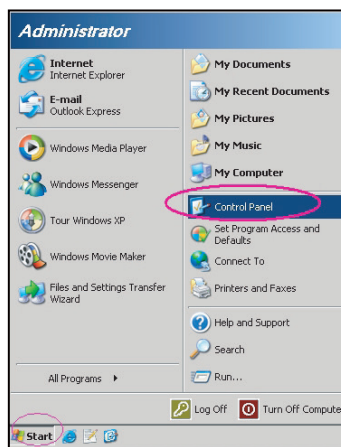 Administrator
Internet
Internet Explorer
E-mail
Outlook Express
Windows Media Player
Windows Messenger
Tour Windows XP
Windows Movie Maker
Files and Settings Transfer
Wizard
All Programs
My Documents
My Recent Documents
My Pictures
My Music
My Computer
Control Panel
Set Program Access and
Defaults
Connect To
Printers and Faxes
Help and Support
Search
Run...
Log Off
Turn Off Compute
Start